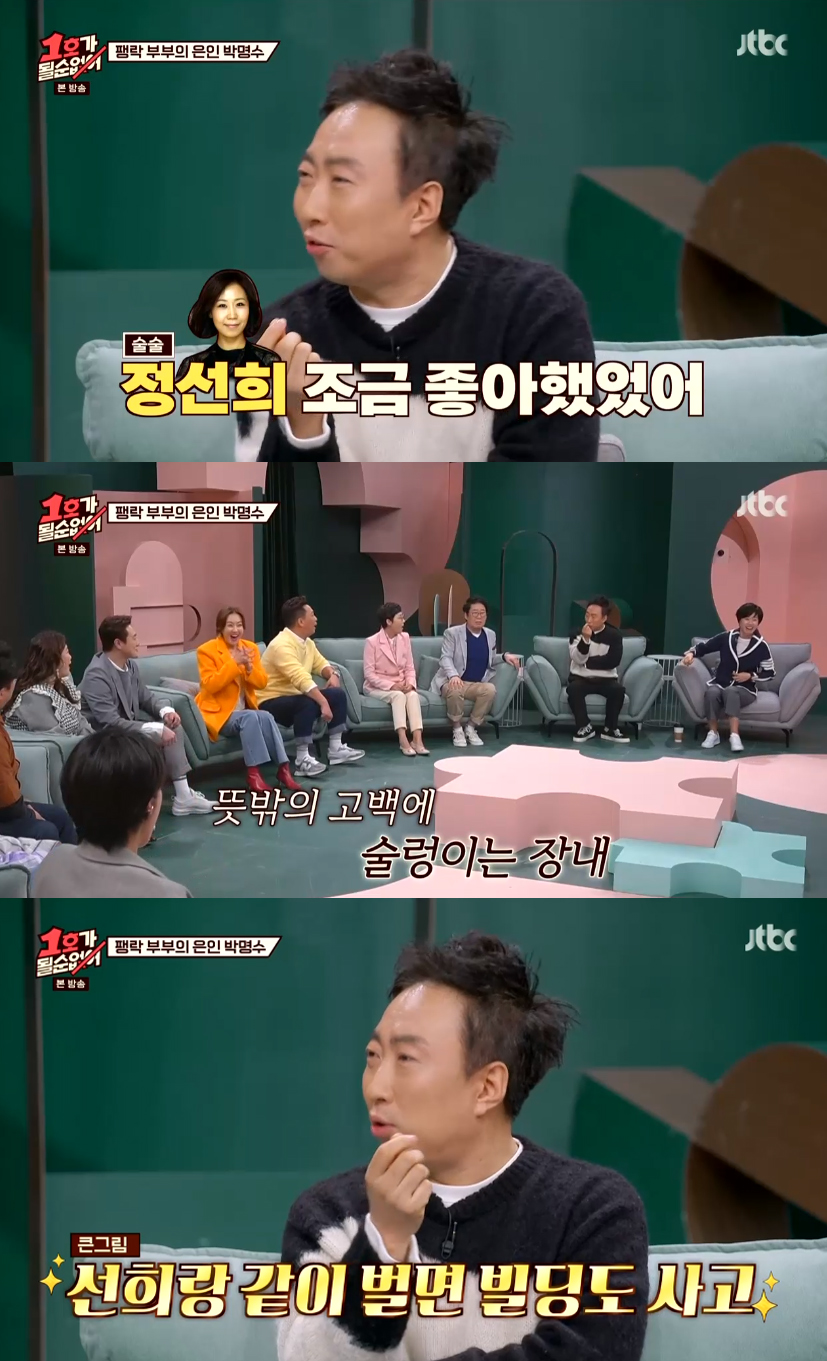 1호가
될순없어
본 방송
팽락 부부의 은인 박명수
jtbc
술술
정선희 조금 좋아했었어
1호가
될순없어
본 방송
팽락 부부의 은인 박명수
jtbc
뜻밖의 고백에
술렁이는 장내
1호가
될순없어
본 방송
팽락 부부의 은인 박명수
jtbc
큰그림
선희랑 같이 벌면 빌딩도 사고